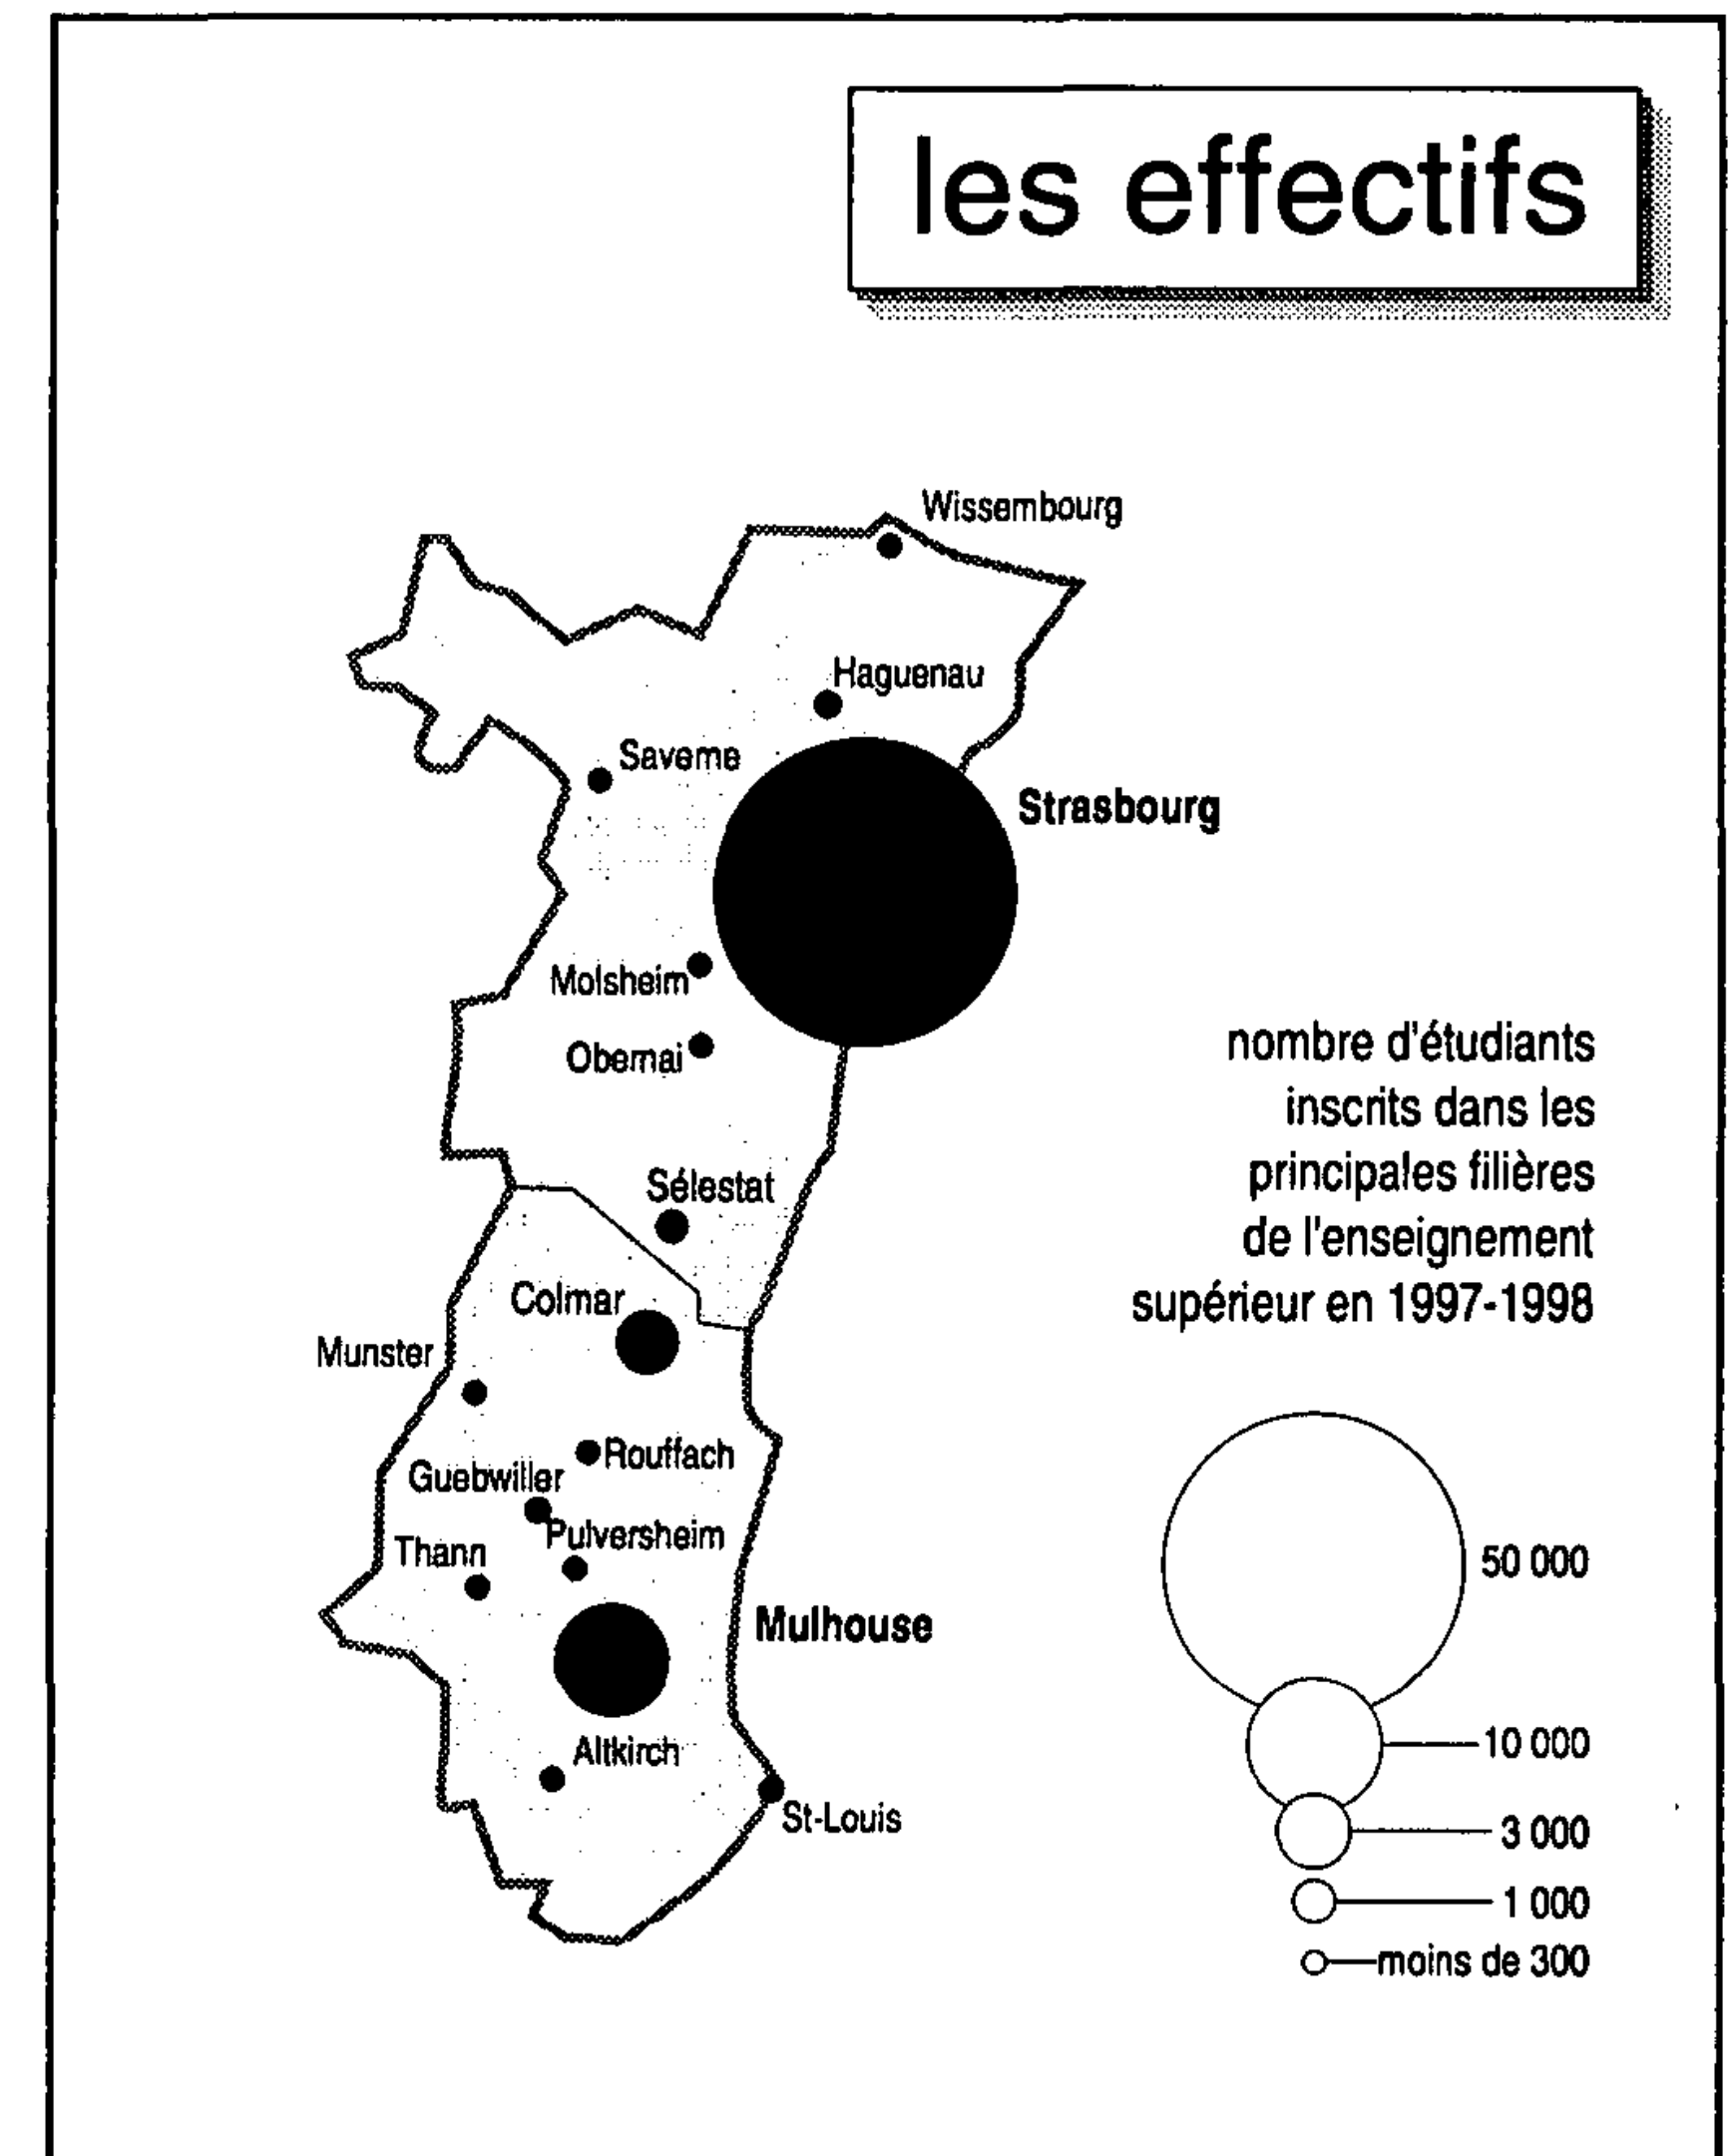 les effectifs
Wissembourg
Haguenau
Saverne
Strasbourg
Molsheim
Obernai
nombre d'étudiants
inscrits dans les
principales filières
de l'enseignement
supérieur en 1997-1998
Sélestat
Colmar
Munster
Rouffach
Guebwiller
Pulversheim
Thann
Mulhouse
Altkirch
St-Louis
50 000
10 000
3 000
1 000
moins de 300